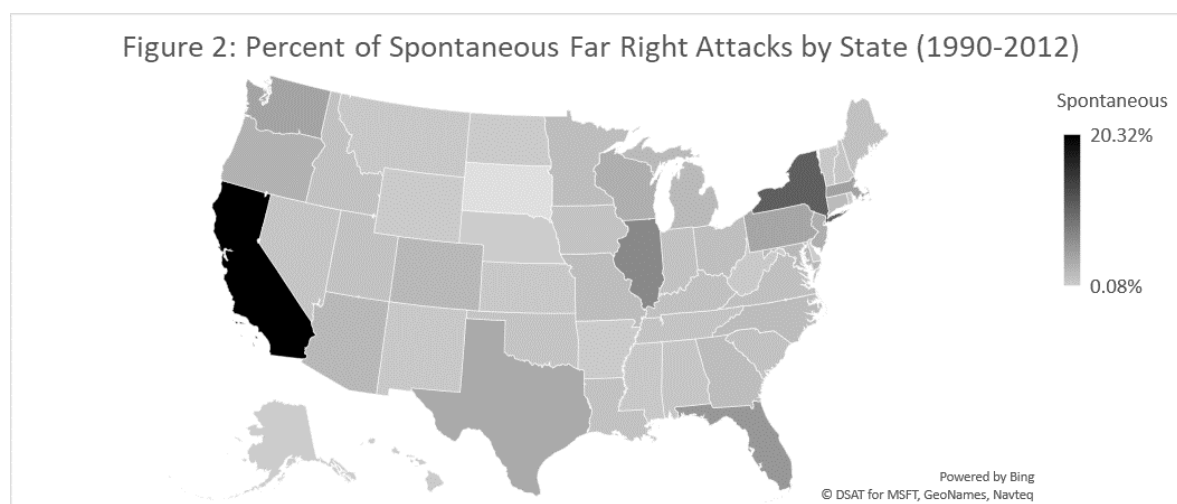 Figure 2: Percent of Spontaneous Far Right Attacks by State (1990-2012)
Spontaneous
20.32%
0.08%
Powered by Bing
© DSAT for MSFT, GeoNames, Navteq